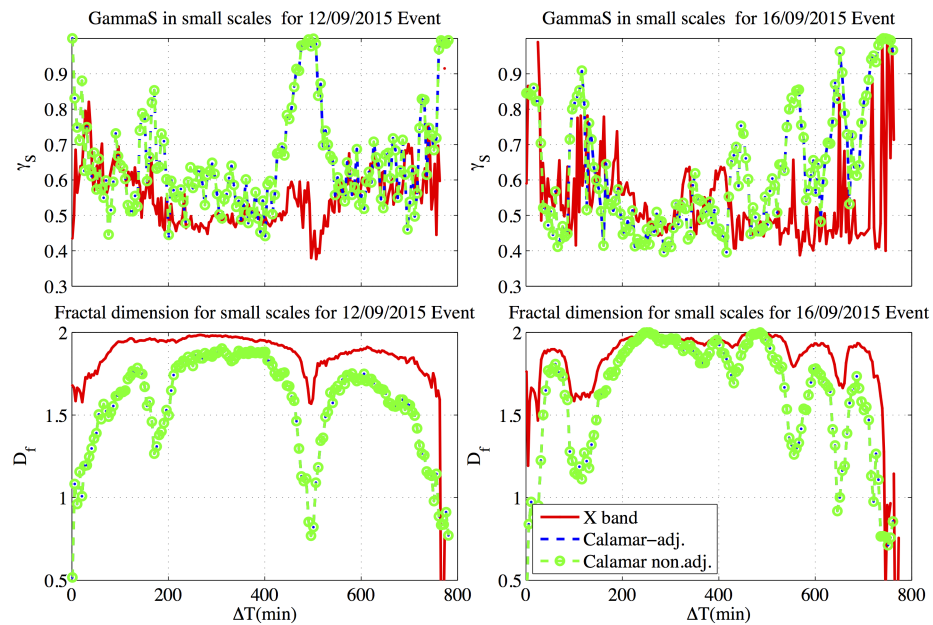 GammaS in small scales  for 12/09/2015 Event
GammaS in small scales  for 16/09/2015 Event
0.9
0.8
0.7
0.6
0.5
0.4
0.3
γS
0.9
0.8
0.7
0.6
0.5
0.4
0.3
γS
Fractal dimension for small scales for 12/09/2015 Event
Fractal dimension for small scales for 16/09/2015 Event
2
1.5
1
0.5
Df
0
200
400
600
800
ΔT(min)
2
1.5
1
0.5
Df
X band
Calamar−adj.
Calamar non.adj.
0
200
400
600
800
ΔT(min)